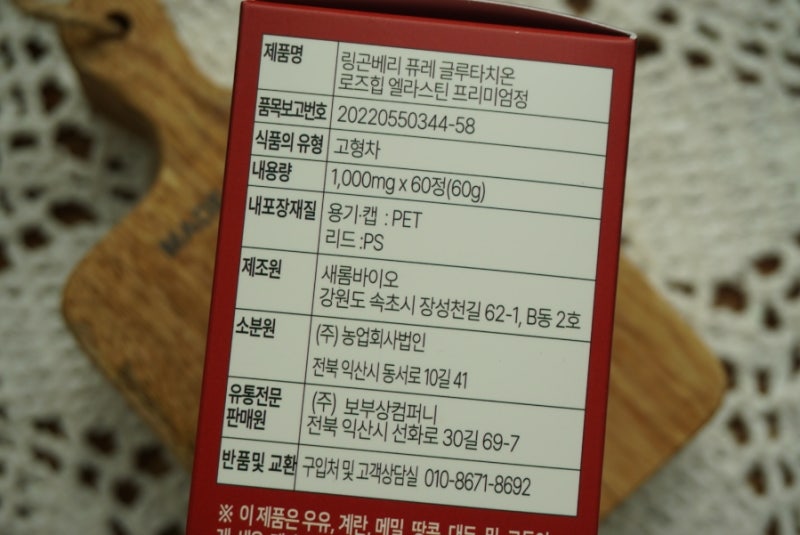 제품명 링곤베리 퓨레 글루타치온
로즈힙 엘라스틴 프리미엄정
품목보고번호 20220550344-58
식품의 유형 고형차
내용량 1,000mg x 60정(60g)
내포장재질 용기·캡 : PET
리드 :PS
제조원 새롬바이오
강원도 속초시 장성천길 62-1, B동 2호
소분원 (주) 농업회사법인
전북 익산시 동서로 10길 41
유통전문
판매원 (주) 보부상컴퍼니
전북 익산시 선화로 30길 69-7
반품 및 교환 구입처 및 고객상담실 010-8671-8692
※ 이 제품은 우유, 계란, 메밀, 땅콩, 대두, 밀,
MADE